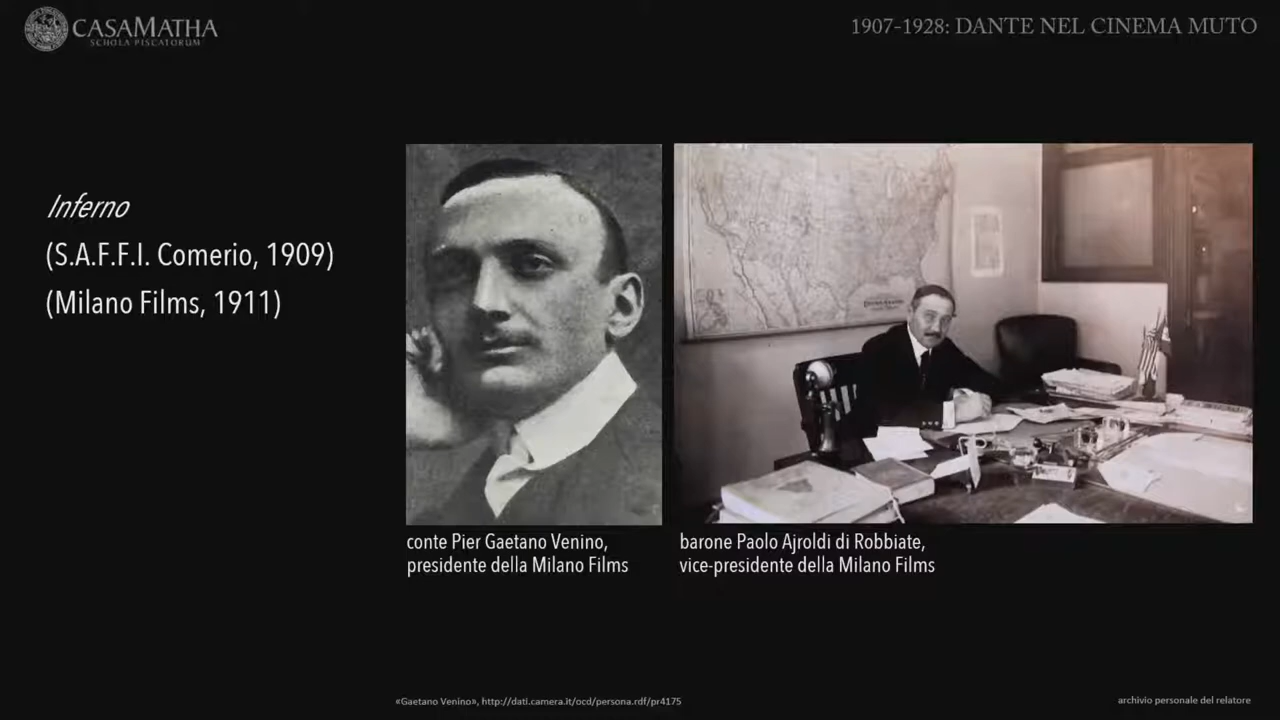 CASAMATHA
SCHOLA PISCATORUM
1907-1928: DANTE NEL CINEMA MUTO
Inferno
(S.A.F.F.I. Comerio, 1909)
(Milano Films, 1911)
conte Pier Gaetano Venino,
presidente della Milano Films
barone Paolo Ajroldi di Robbiate,
vice-presidente della Milano Films
«Gaetano Venino», http://dati.camera.it/ocd/persona.rdf/pr4175
archivio personale del relatore